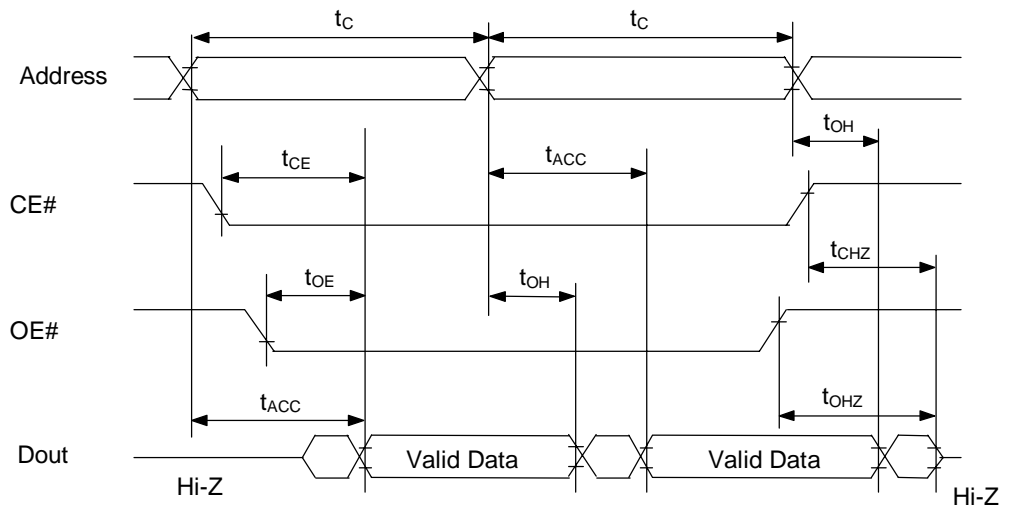 tC tC
Address
tOH
tCE tACC
CE#
tCHZ
tOE tOH
OE#
tACC tOHZ
Dout Valid Data Valid Data
Hi-Z Hi-Z